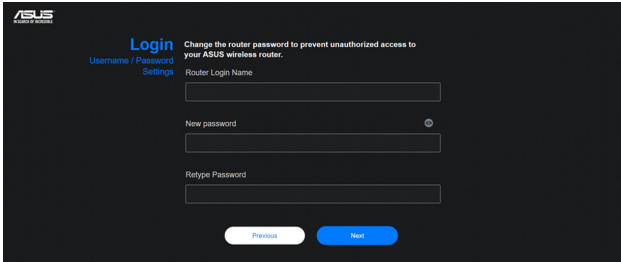 ASUS
IN SEARCH OF INCREDIBLE
Login
Username / Password
Settings
Change the router password to prevent unauthorized access to
your ASUS wireless router.
Router Login Name
New password
Retype Password
Previous
Next